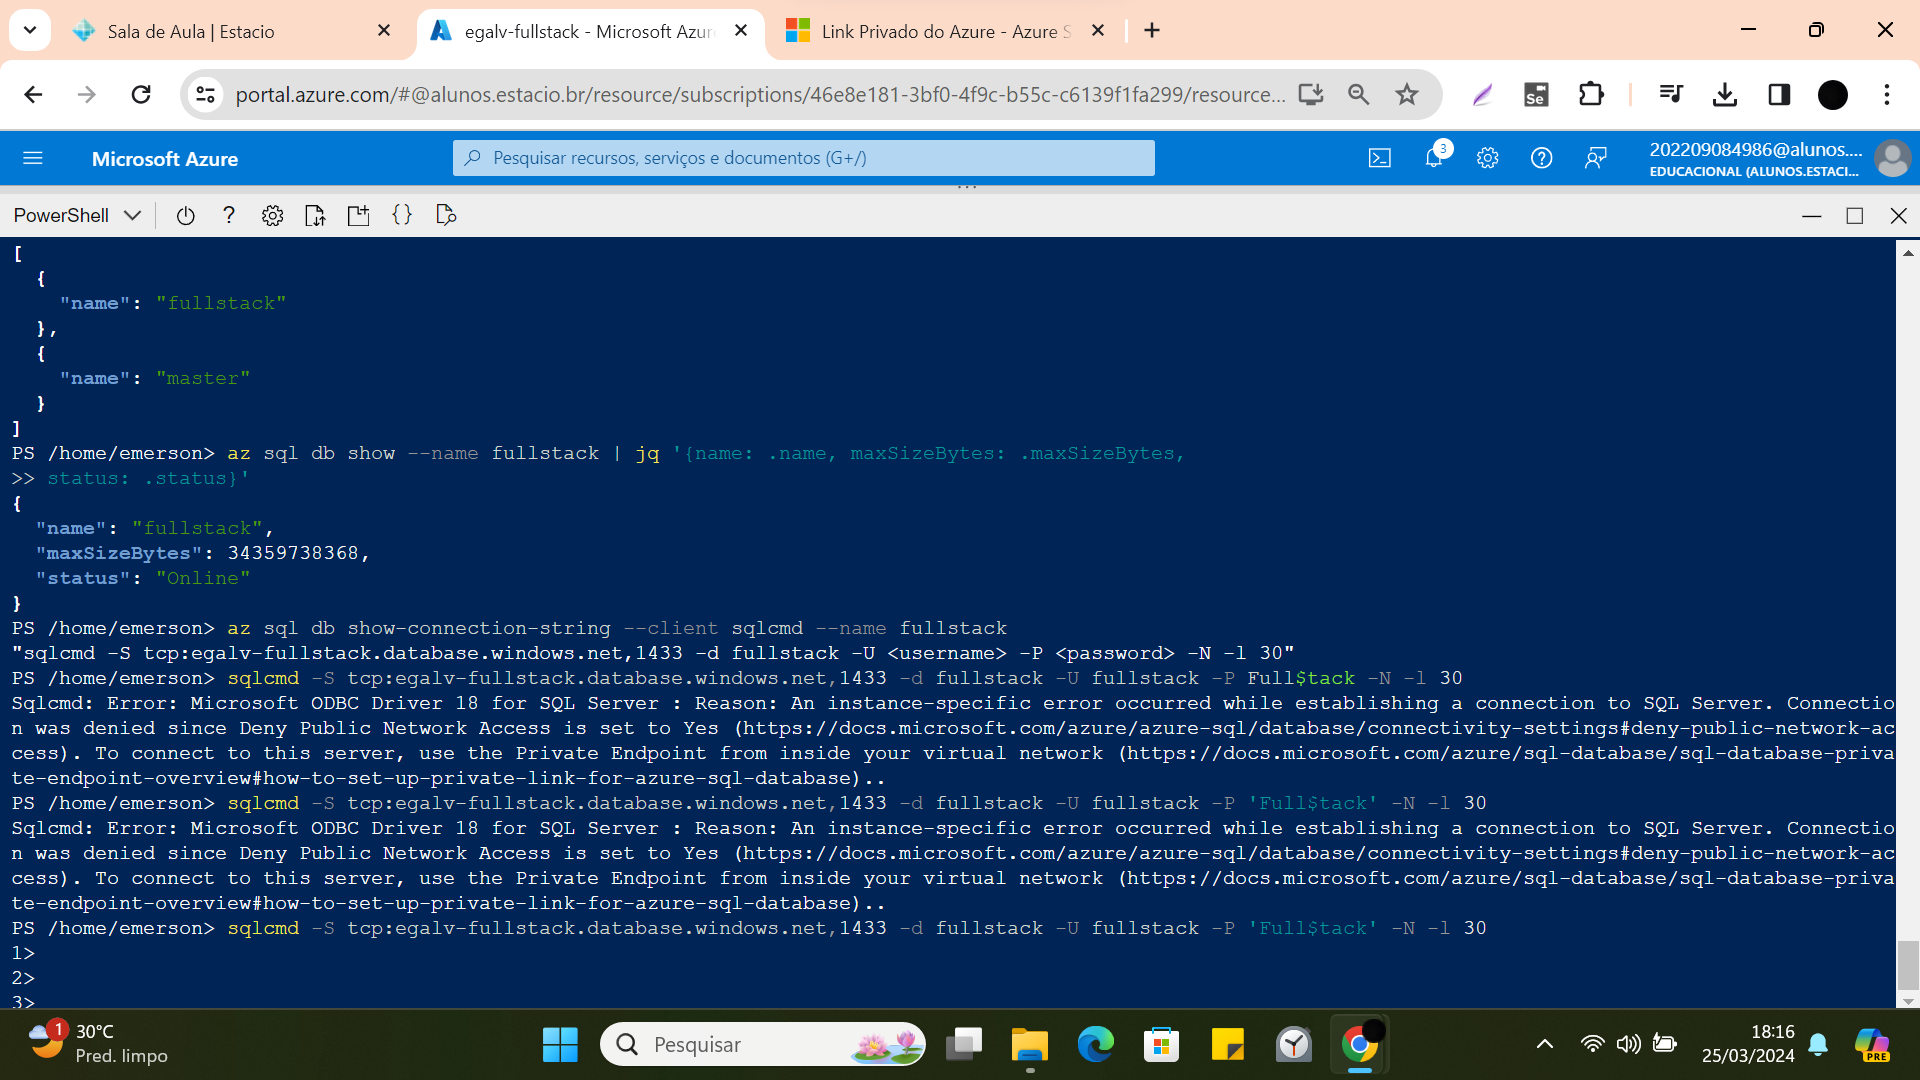 Sala de Aula | Estacio
egalv-fullstack - Microsoft Azur
Link Privado do Azure - Azure S
portal.azure.com/#@alunos.estacio.br/resource/subscriptions/46e8e181-3bf0-4f9c-b55c-c6139f1fa299/resource...
Se
Microsoft Azure
Pesquisar recursos, serviços e documentos (G+/)
3
202209084986@alunos....
EDUCACIONAL (ALUNOS.ESTACI...
PowerShell
[
  {
    "name": "fullstack"
  },
  {
    "name": "master"
  }
]
PS /home/emerson> az sql db show --name fullstack | jq '{name: .name, maxSizeBytes: .maxSizeBytes,
>> status: .status}'
{
  "name": "fullstack",
  "maxSizeBytes": 34359738368,
  "status": "Online"
}
PS /home/emerson> az sql db show-connection-string --client sqlcmd --name fullstack
"sqlcmd -S tcp:egalv-fullstack.database.windows.net,1433 -d fullstack -U <username> -P <password> -N -l 30"
PS /home/emerson> sqlcmd -S tcp:egalv-fullstack.database.windows.net,1433 -d fullstack -U fullstack -P Full$tack -N -l 30
Sqlcmd: Error: Microsoft ODBC Driver 18 for SQL Server : Reason: An instance-specific error occurred while establishing a connection to SQL Server. Connectio
n was denied since Deny Public Network Access is set to Yes (https://docs.microsoft.com/azure/azure-sql/database/connectivity-settings#deny-public-network-ac
cess). To connect to this server, use the Private Endpoint from inside your virtual network (https://docs.microsoft.com/azure/sql-database/sql-database-priva
te-endpoint-overview#how-to-set-up-private-link-for-azure-sql-database)..
PS /home/emerson> sqlcmd -S tcp:egalv-fullstack.database.windows.net,1433 -d fullstack -U fullstack -P 'Full$tack' -N -l 30
Sqlcmd: Error: Microsoft ODBC Driver 18 for SQL Server : Reason: An instance-specific error occurred while establishing a connection to SQL Server. Connectio
n was denied since Deny Public Network Access is set to Yes (https://docs.microsoft.com/azure/azure-sql/database/connectivity-settings#deny-public-network-ac
cess). To connect to this server, use the Private Endpoint from inside your virtual network (https://docs.microsoft.com/azure/sql-database/sql-database-priva
te-endpoint-overview#how-to-set-up-private-link-for-azure-sql-database)..
PS /home/emerson> sqlcmd -S tcp:egalv-fullstack.database.windows.net,1433 -d fullstack -U fullstack -P 'Full$tack' -N -l 30
1>
2>
3>
1
30°C
Pred. limpo
Pesquisar
18:16
25/03/2024
PRE